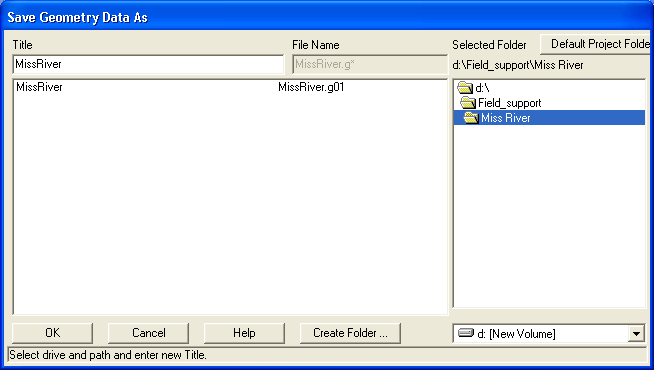 Save Geometry Data As
Title
File Name
Selected Folder
Default Project Folde
MissRiver
MissRiver.g*
d:\Field_support\Miss River
MissRiver MissRiver.g01
d:\
Field_support
Miss River
OK
Cancel
Help
Create Folder ...
d: [New Volume]
Select drive and path and enter new Title.